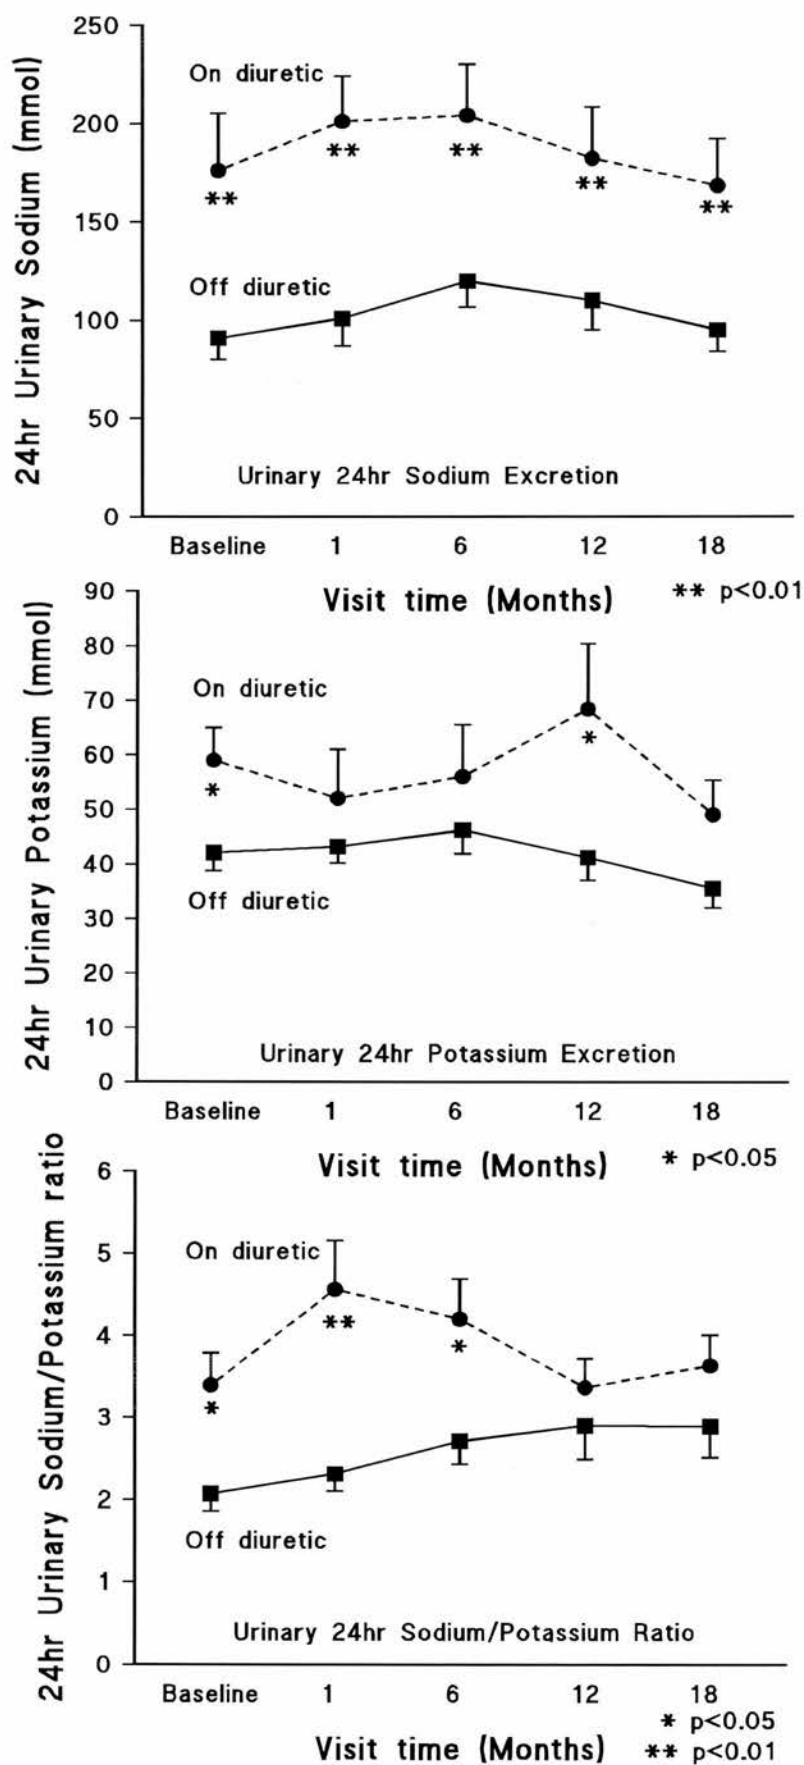 250
On diuretic
200
**
**
**
**
**
150
Off diuretic
100
50
Urinary 24hr Sodium Excretion
0
24hr Urinary Sodium (mmol)
Baseline 1 6 12 18
Visit time (Months)
** p<0.01
90
80
On diuretic
70
60
*
*
50
40
Off diuretic
30
20
10
Urinary 24hr Potassium Excretion
0
24hr Urinary Potassium (mmol)
Baseline 1 6 12 18
Visit time (Months)
* p<0.05
6
On diuretic
5
**
*
4
*
3
2
Off diuretic
1
Urinary 24hr Sodium/Potassium Ratio
0
24hr Urinary Sodium/Potassium ratio
Baseline 1 6 12 18
* p<0.05
Visit time (Months)
** p<0.01